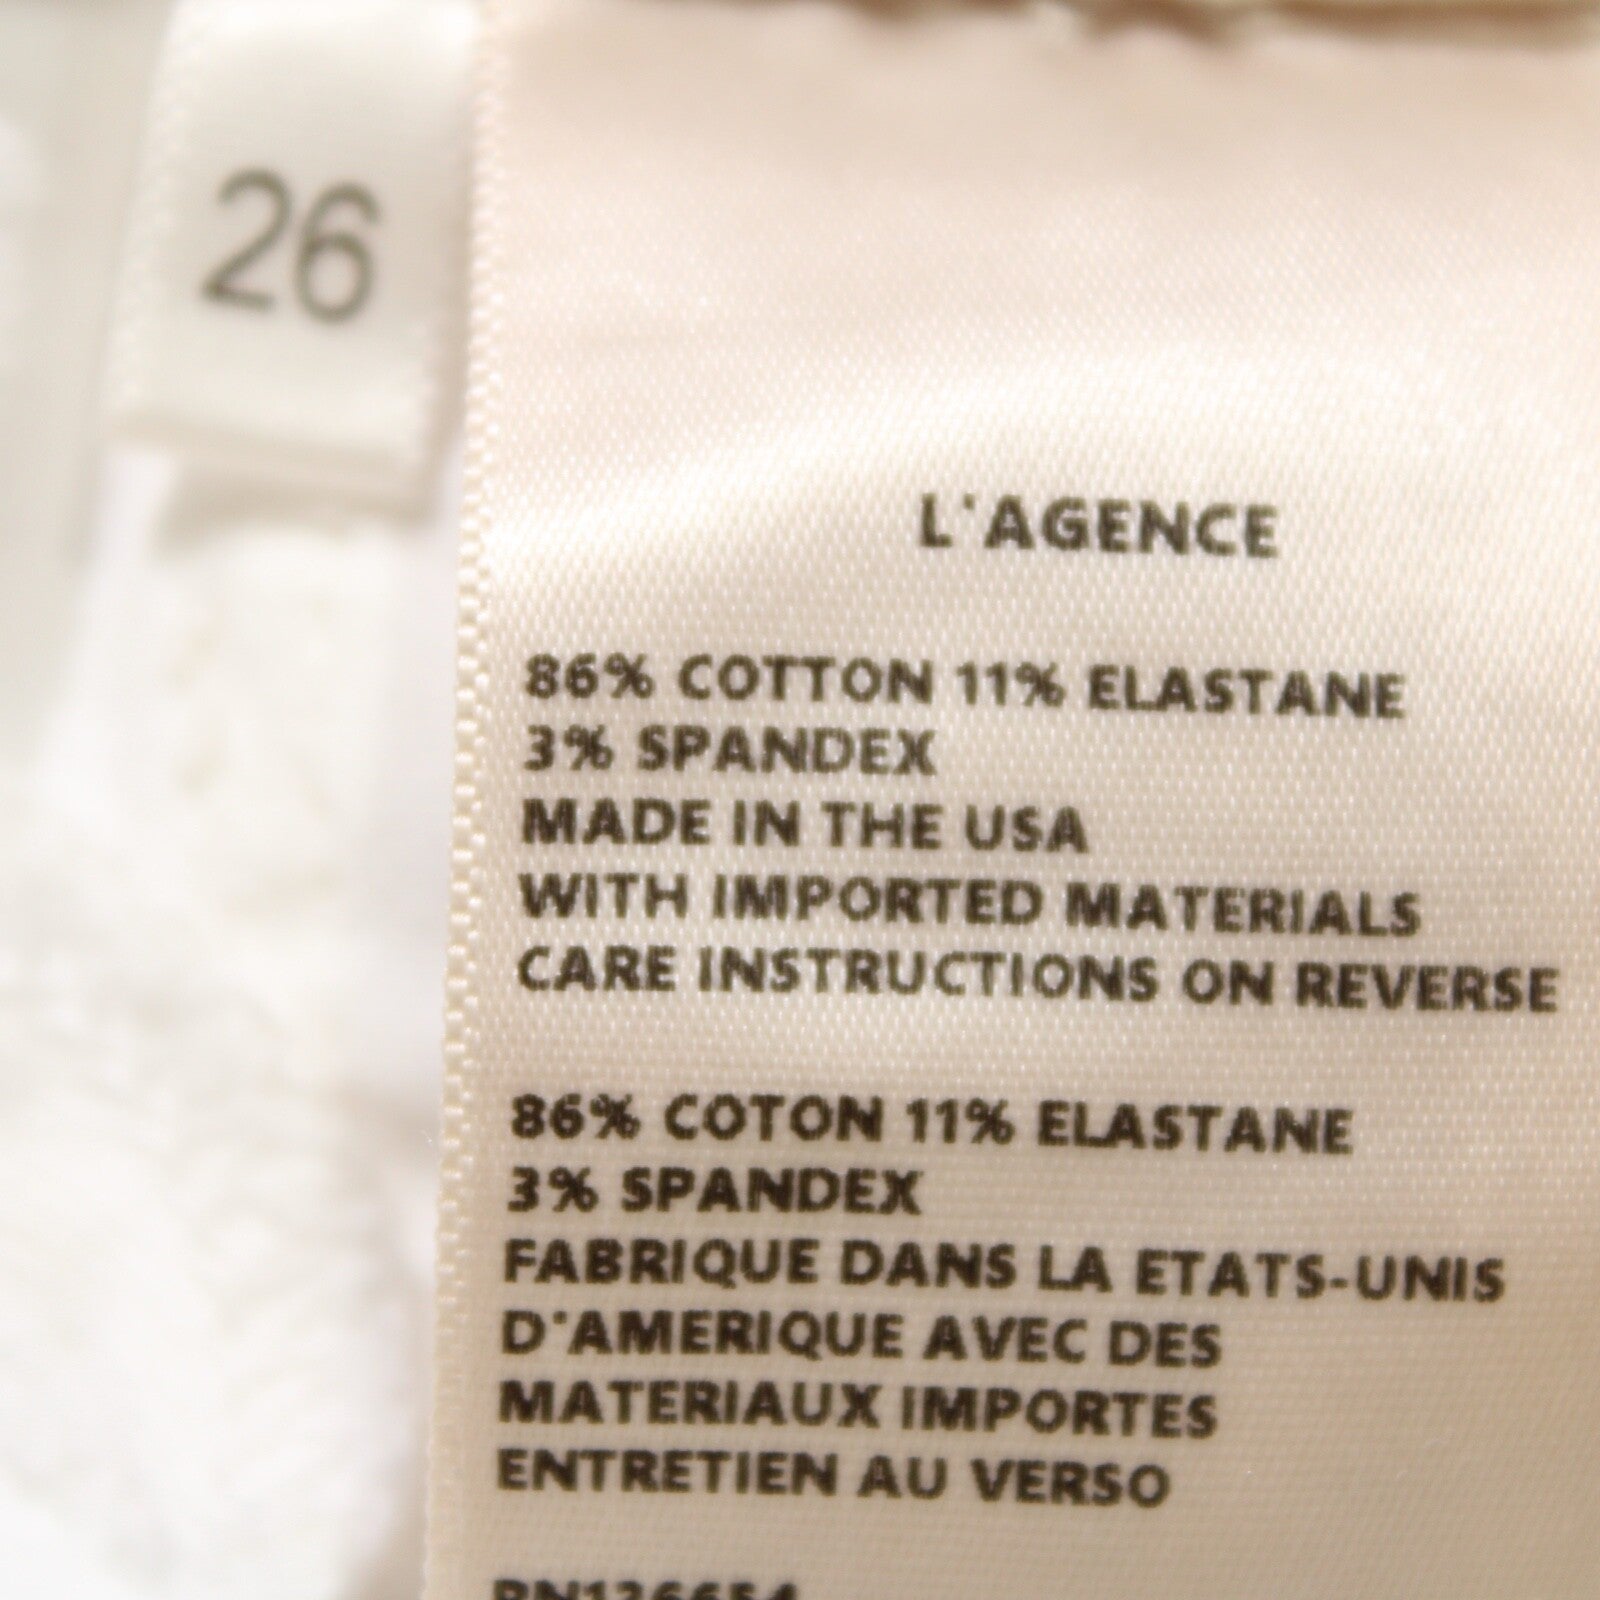 26
L'AGENCE
86% COTTON 11% ELASTANE
3% SPANDEX
MADE IN THE USA
WITH IMPORTED MATERIALS
CARE INSTRUCTIONS ON REVERSE
86% COTON 11% ELASTANE
3% SPANDEX
FABRIQUE DANS LA ETATS-UNIS
D'AMERIQUE AVEC DES
MATERIAUX IMPORTES
ENTRETIEN AU VERSO